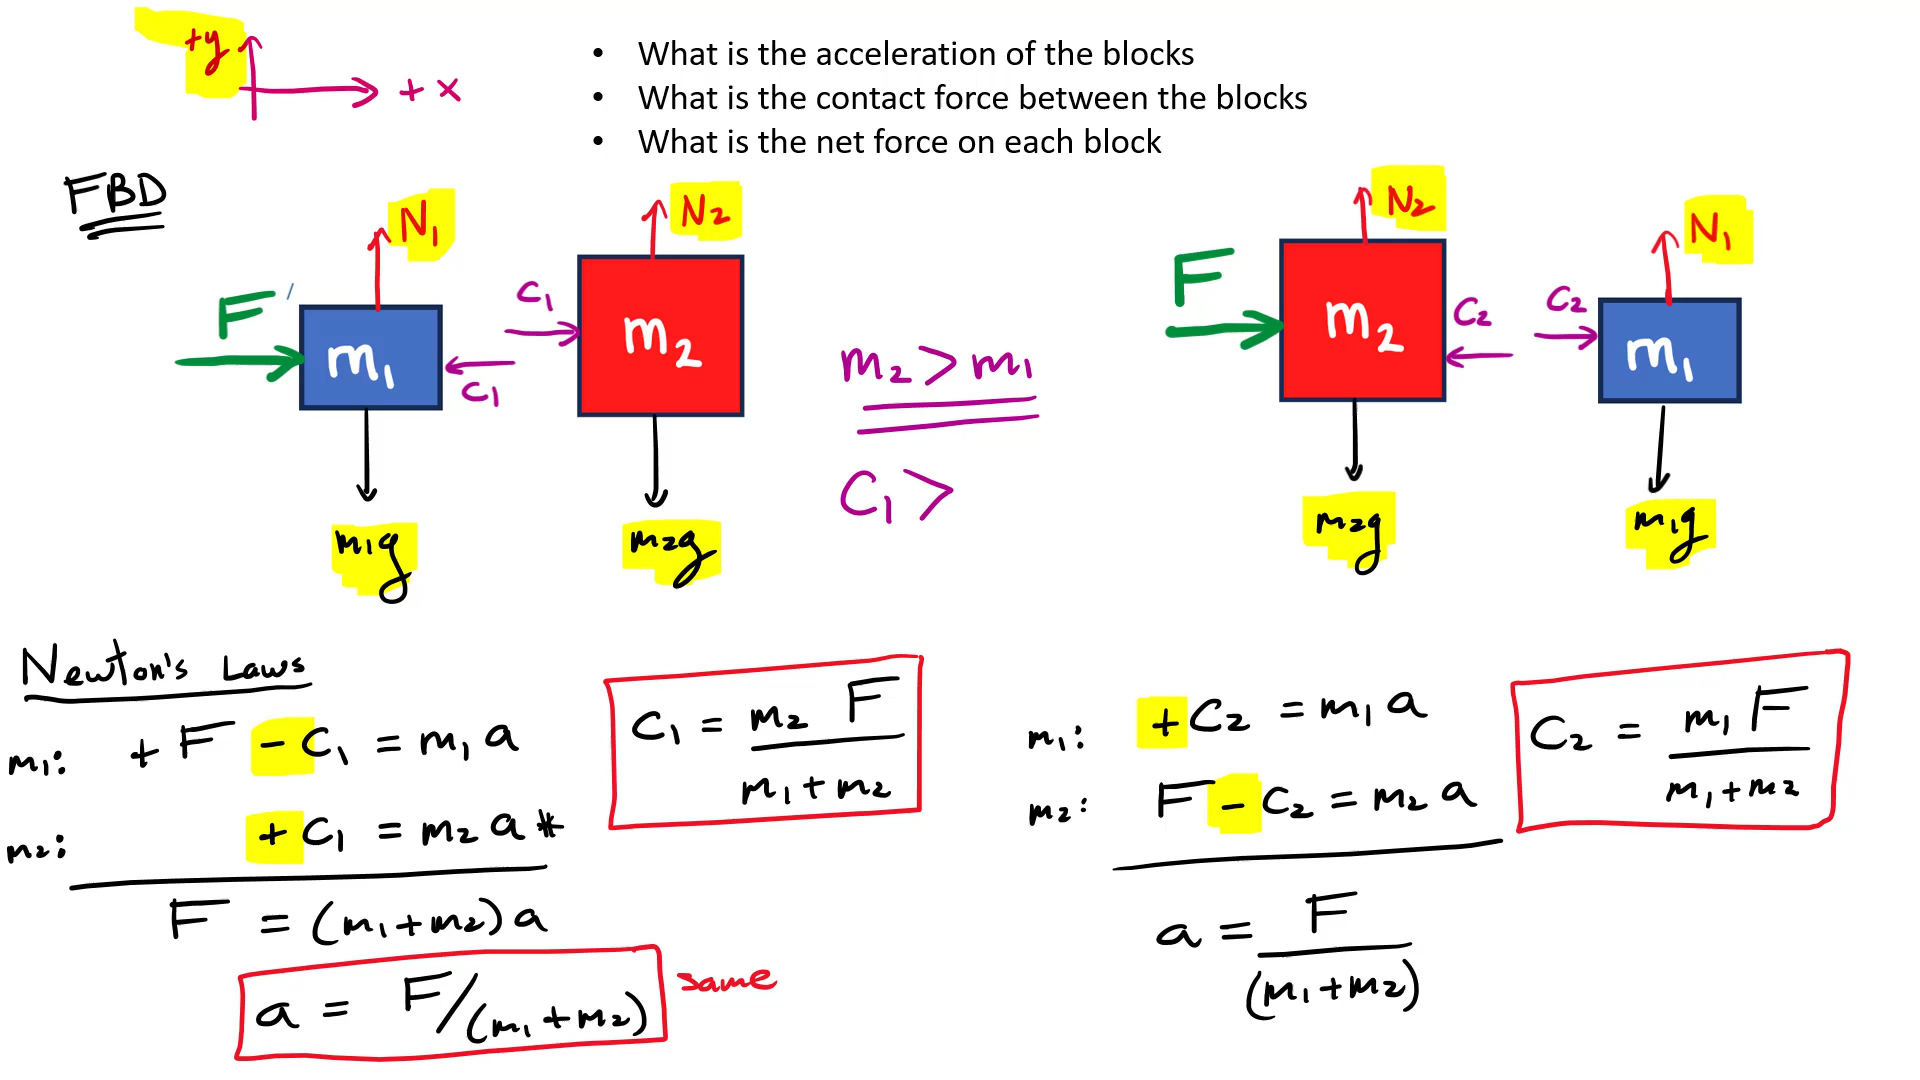 +y
+ x
• What is the acceleration of the blocks
• What is the contact force between the blocks
• What is the net force on each block
FBD
N₁
N₂
F
m₁
C₁
C₁
m₂
m₁g
m₂g
m₂ > m₁
C₁ >
N₂
N₁
F
m₂
C₂
C₂
m₁
m₂g
m₁g
Newton's Laws
m₁: + F - C₁ = m₁ a
m₂: + C₁ = m₂ a *
F = (m₁ + m₂) a
a = F/(m₁ + m₂)
same
C₁ = m₂ F / m₁ + m₂
m₁: + C₂ = m₁ a
m₂: F - C₂ = m₂ a
a = F / (m₁ + m₂)
C₂ = m₁ F / m₁ + m₂